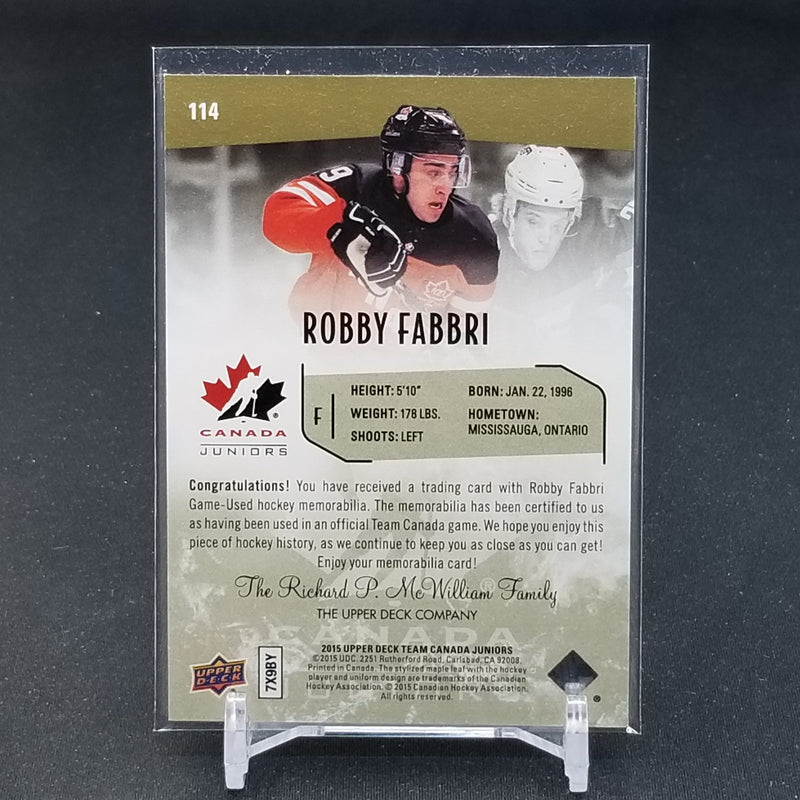 114
9
ROBBY FABBRI
CANADA
JUNIORS
F
HEIGHT: 5'10"
WEIGHT: 178 LBS.
SHOOTS: LEFT
BORN: JAN. 22, 1996
HOMETOWN:
MISSISSAUGA, ONTARIO
Congratulations! You have received a trading card with Robby Fabbri
Game-Used hockey memorabilia. The memorabilia has been certified to us
as having been used in an official Team Canada game. We hope you enjoy this
piece of hockey history, as we continue to keep you as close as you can get!
Enjoy your memorabilia card!
The Richard P. McWilliam Family
THE UPPER DECK COMPANY
CANADA
2015 UPPER DECK TEAM CANADA JUNIORS
©2015 UDC. 2251 Rutherford Road, Carlsbad, CA 92008.
Printed in Canada. The stylized maple leaf with the hockey
player and uniform design are trademarks of the Canadian
Hockey Association. ©2015 Canadian Hockey Association.
All rights reserved.
UPPER
DECK
7X9BY